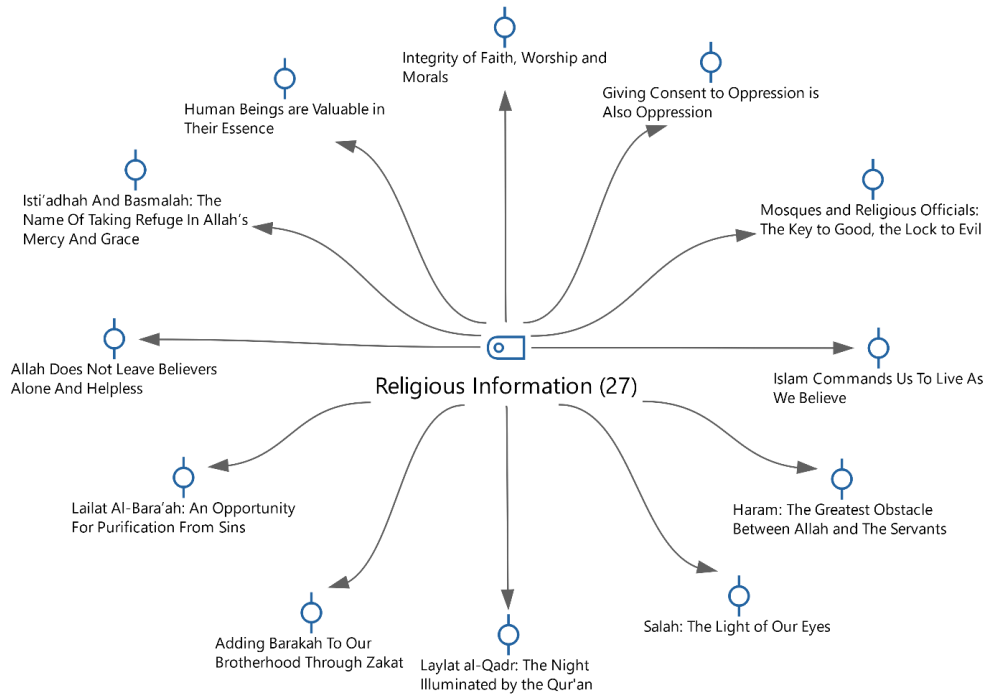 Integrity of Faith, Worship and
Morals
Giving Consent to Oppression is
Also Oppression
Human Beings are Valuable in
Their Essence
Isti’adhah And Basmalah: The
Name Of Taking Refuge In Allah’s
Mercy And Grace
Mosques and Religious Officials:
The Key to Good, the Lock to Evil
Allah Does Not Leave Believers
Alone And Helpless
Islam Commands Us To Live As
We Believe
Religious Information (27)
Lailat Al-Bara’ah: An Opportunity
For Purification From Sins
Haram: The Greatest Obstacle
Between Allah and The Servants
Adding Barakah To Our
Brotherhood Through Zakat
Laylat al-Qadr: The Night
Illuminated by the Qur'an
Salah: The Light of Our Eyes